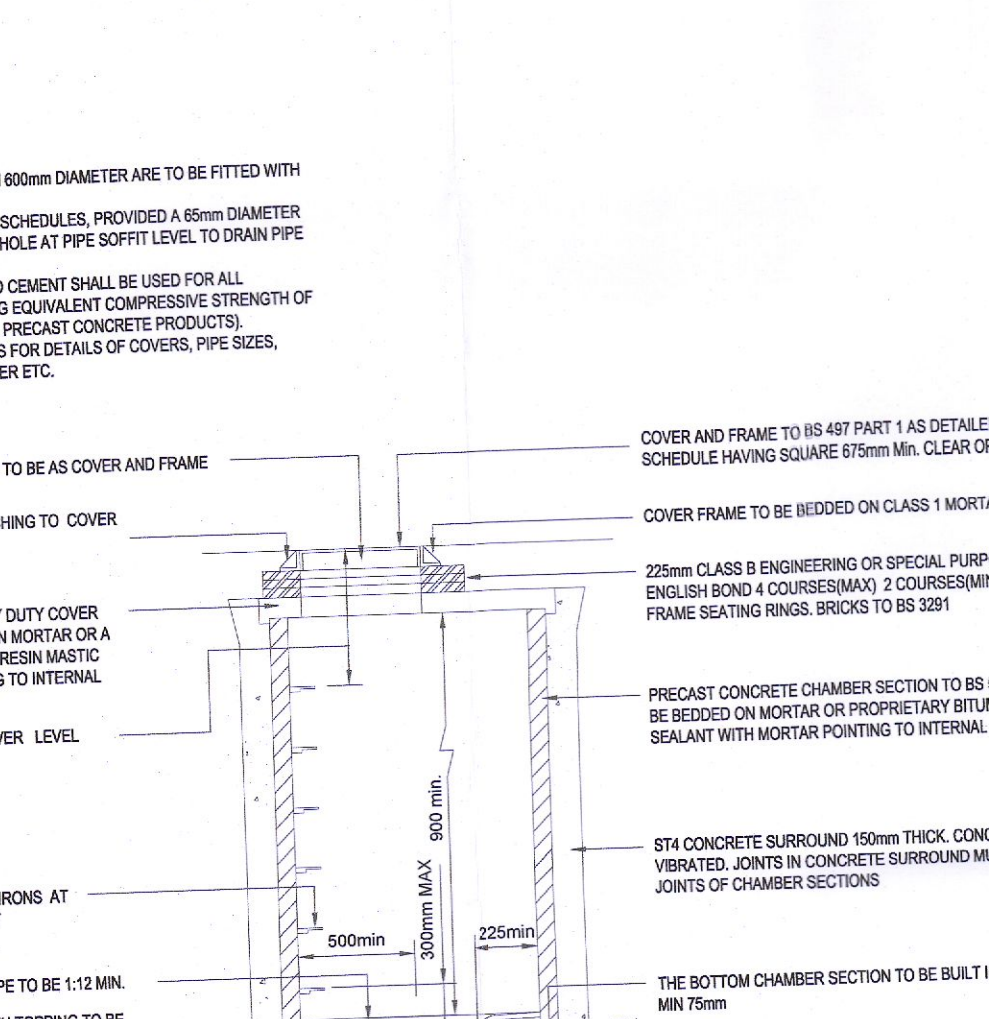 600mm DIAMETER ARE TO BE FITTED WITH
SCHEDULES, PROVIDED A 65mm DIAMETER
HOLE AT PIPE SOFFIT LEVEL TO DRAIN PIPE
CEMENT SHALL BE USED FOR ALL
EQUIVALENT COMPRESSIVE STRENGTH OF
PRECAST CONCRETE PRODUCTS).
FOR DETAILS OF COVERS, PIPE SIZES,
ETC.
TO BE AS COVER AND FRAME
TO COVER
DUTY COVER
MORTAR OR A
RESIN MASTIC
TO INTERNAL
LEVEL
IRONS AT
TO BE 1:12 MIN.
TOPPING TO BE
500min
300mm MAX
900 min.
225min
COVER AND FRAME TO BS 497 PART 1 AS DETAILE
SCHEDULE HAVING SQUARE 675mm Min. CLEAR
COVER FRAME TO BE BEDDED ON CLASS 1 MORTA
225mm CLASS B ENGINEERING OR SPECIAL PURP
ENGLISH BOND 4 COURSES(MAX) 2 COURSES(MIN
FRAME SEATING RINGS. BRICKS TO BS 3291
PRECAST CONCRETE CHAMBER SECTION TO BS
BE BEDDED ON MORTAR OR PROPRIETARY BITU
SEALANT WITH MORTAR POINTING TO INTERNAL
ST4 CONCRETE SURROUND 150mm THICK. CONC
VIBRATED. JOINTS IN CONCRETE SURROUND MU
JOINTS OF CHAMBER SECTIONS
THE BOTTOM CHAMBER SECTION TO BE BUILT I
MIN 75mm